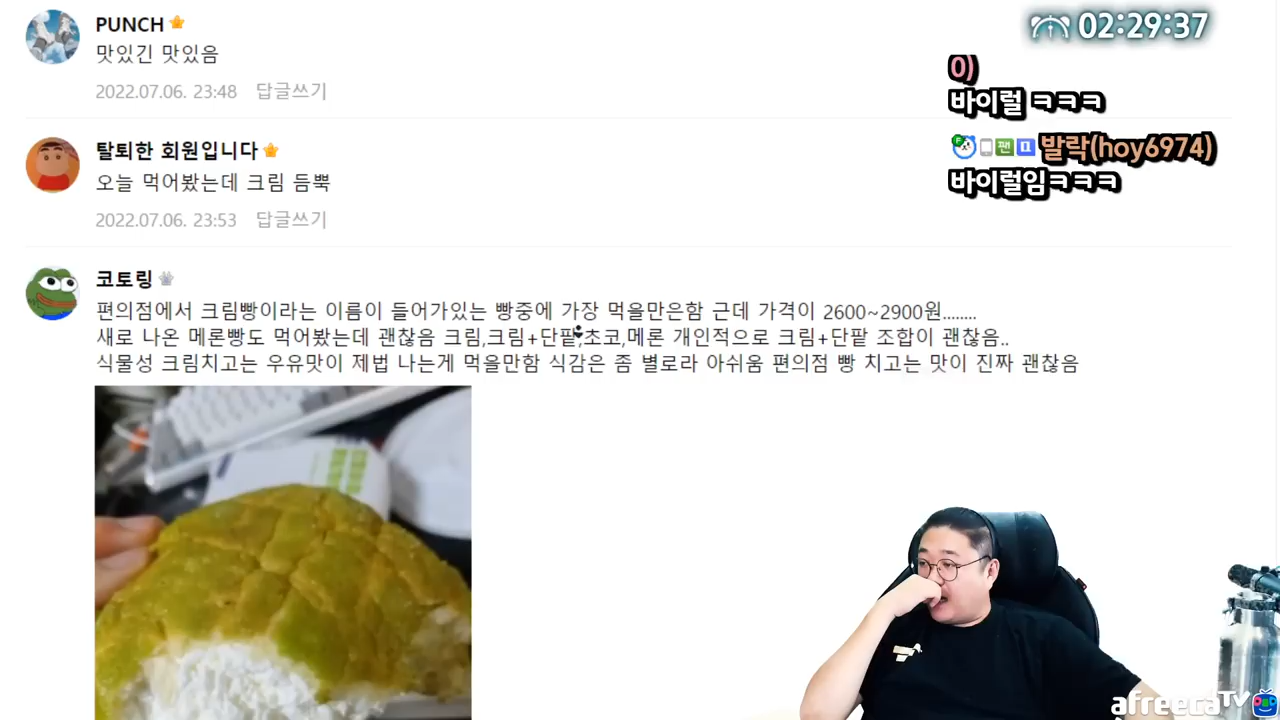 PUNCH
맛있긴 맛있음
2022.07.06. 23:48 답글쓰기
탈퇴한 회원입니다
오늘 먹어봤는데 크림 듬뿍
2022.07.06. 23:53 답글쓰기
코토링
편의점에서 크림빵이라는 이름이 들어가있는 빵중에 가장 먹을만은함 근데 가격이 2600~2900원........
새로 나온 메론빵도 먹어봤는데 괜찮음 크림,크림+단팥,초코,메론 개인적으로 크림+단팥 조합이 괜찮음..
식물성 크림치고는 우유맛이 제법 나는게 먹을만함 식감은 좀 별로라 아쉬움 편의점 빵 치고는 맛이 진짜 괜찮음
02:29:37
0)
바이럴 ㅋㅋㅋ
F 팬 발락(hoy6974)
바이럴임ㅋㅋㅋ
afreecaTV